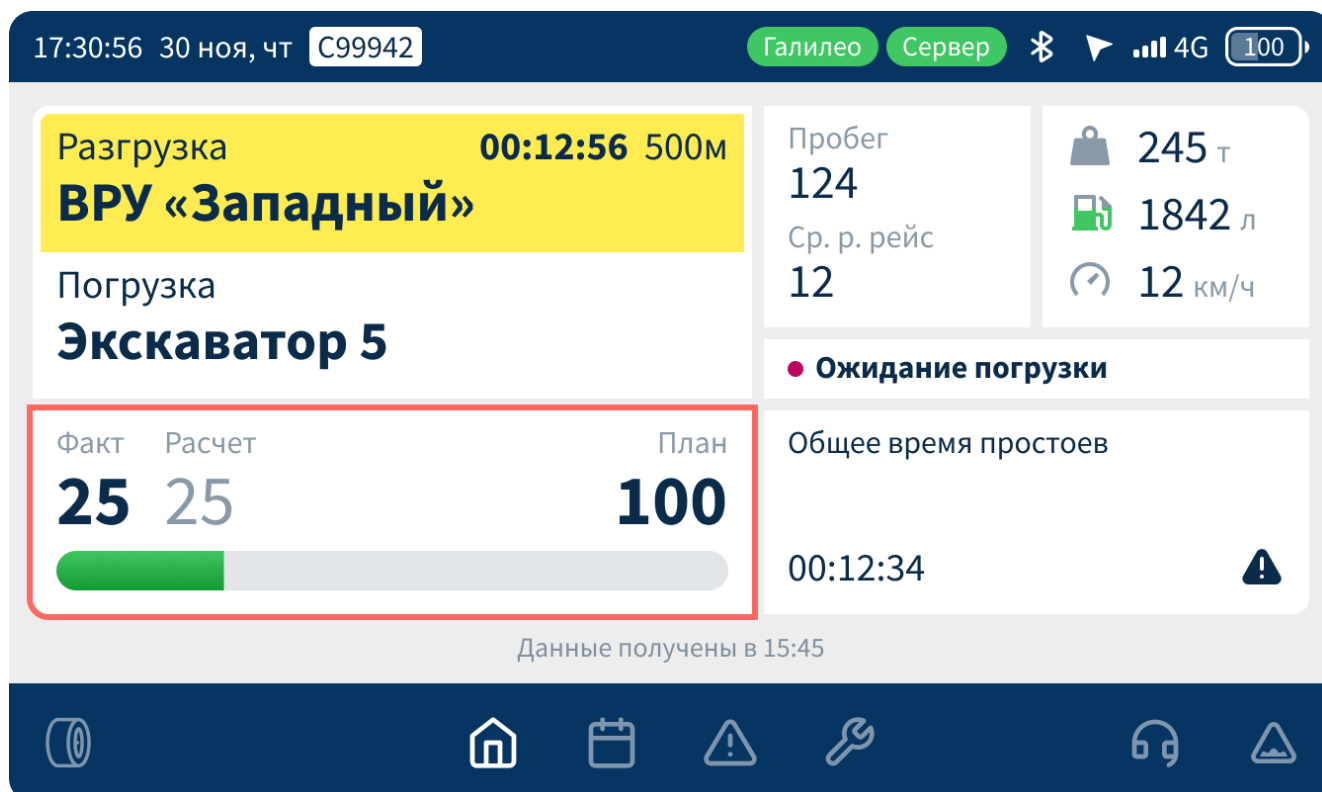 17:30:56 30 ноя, чт С99942 Галилео Сервер 4G 100
Разгрузка 00:12:56 500м
ВРУ «Западный»
Погрузка
Экскаватор 5
Пробег
124
Ср. р. рейс
12
245 т
1842 л
12 км/ч
Ожидание погрузки
Факт Расчет План
25 25 100
Общее время простоев
00:12:34
Данные получены в 15:45